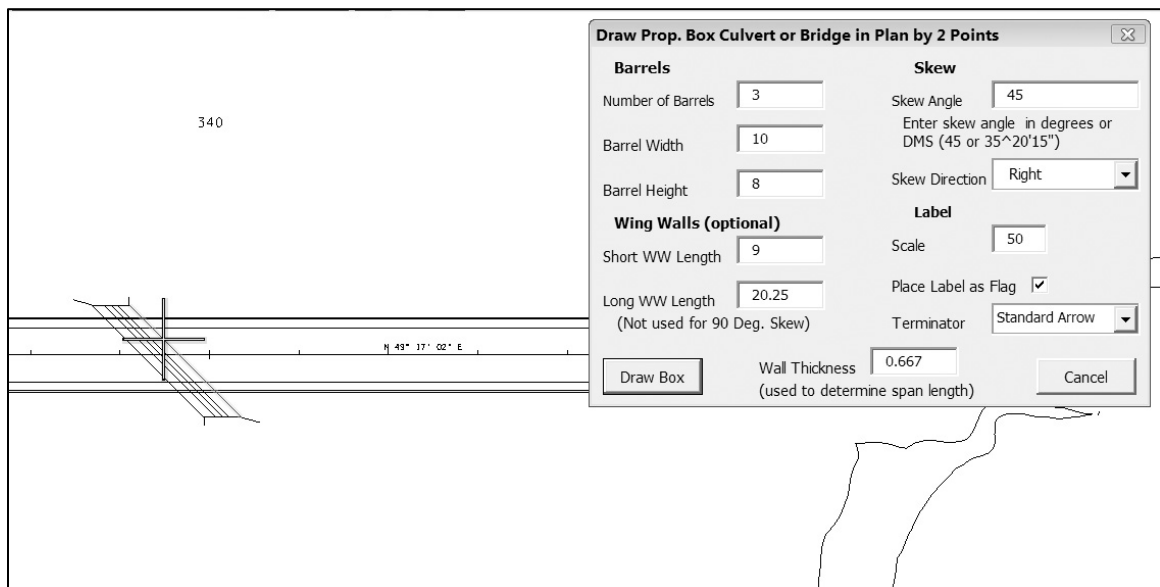 340
N 49° 17' 02" E
Draw Prop. Box Culvert or Bridge in Plan by 2 Points
Barrels
Number of Barrels 3
Barrel Width 10
Barrel Height 8
Wing Walls (optional)
Short WW Length 9
Long WW Length 20.25
(Not used for 90 Deg. Skew)
Draw Box
Skew
Skew Angle 45
Enter skew angle in degrees or
DMS (45 or 35^20'15")
Skew Direction Right
Label
Scale 50
Place Label as Flag
Terminator Standard Arrow
Wall Thickness 0.667
(used to determine span length)
Cancel